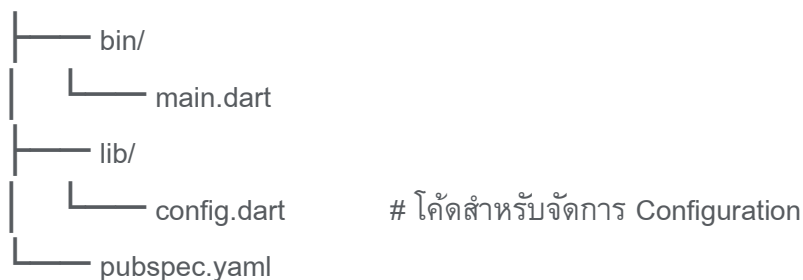 ├── bin/
│   └── main.dart
├── lib/
│   └── config.dart        # โค้ดสำหรับจัดการ Configuration
└── pubspec.yaml